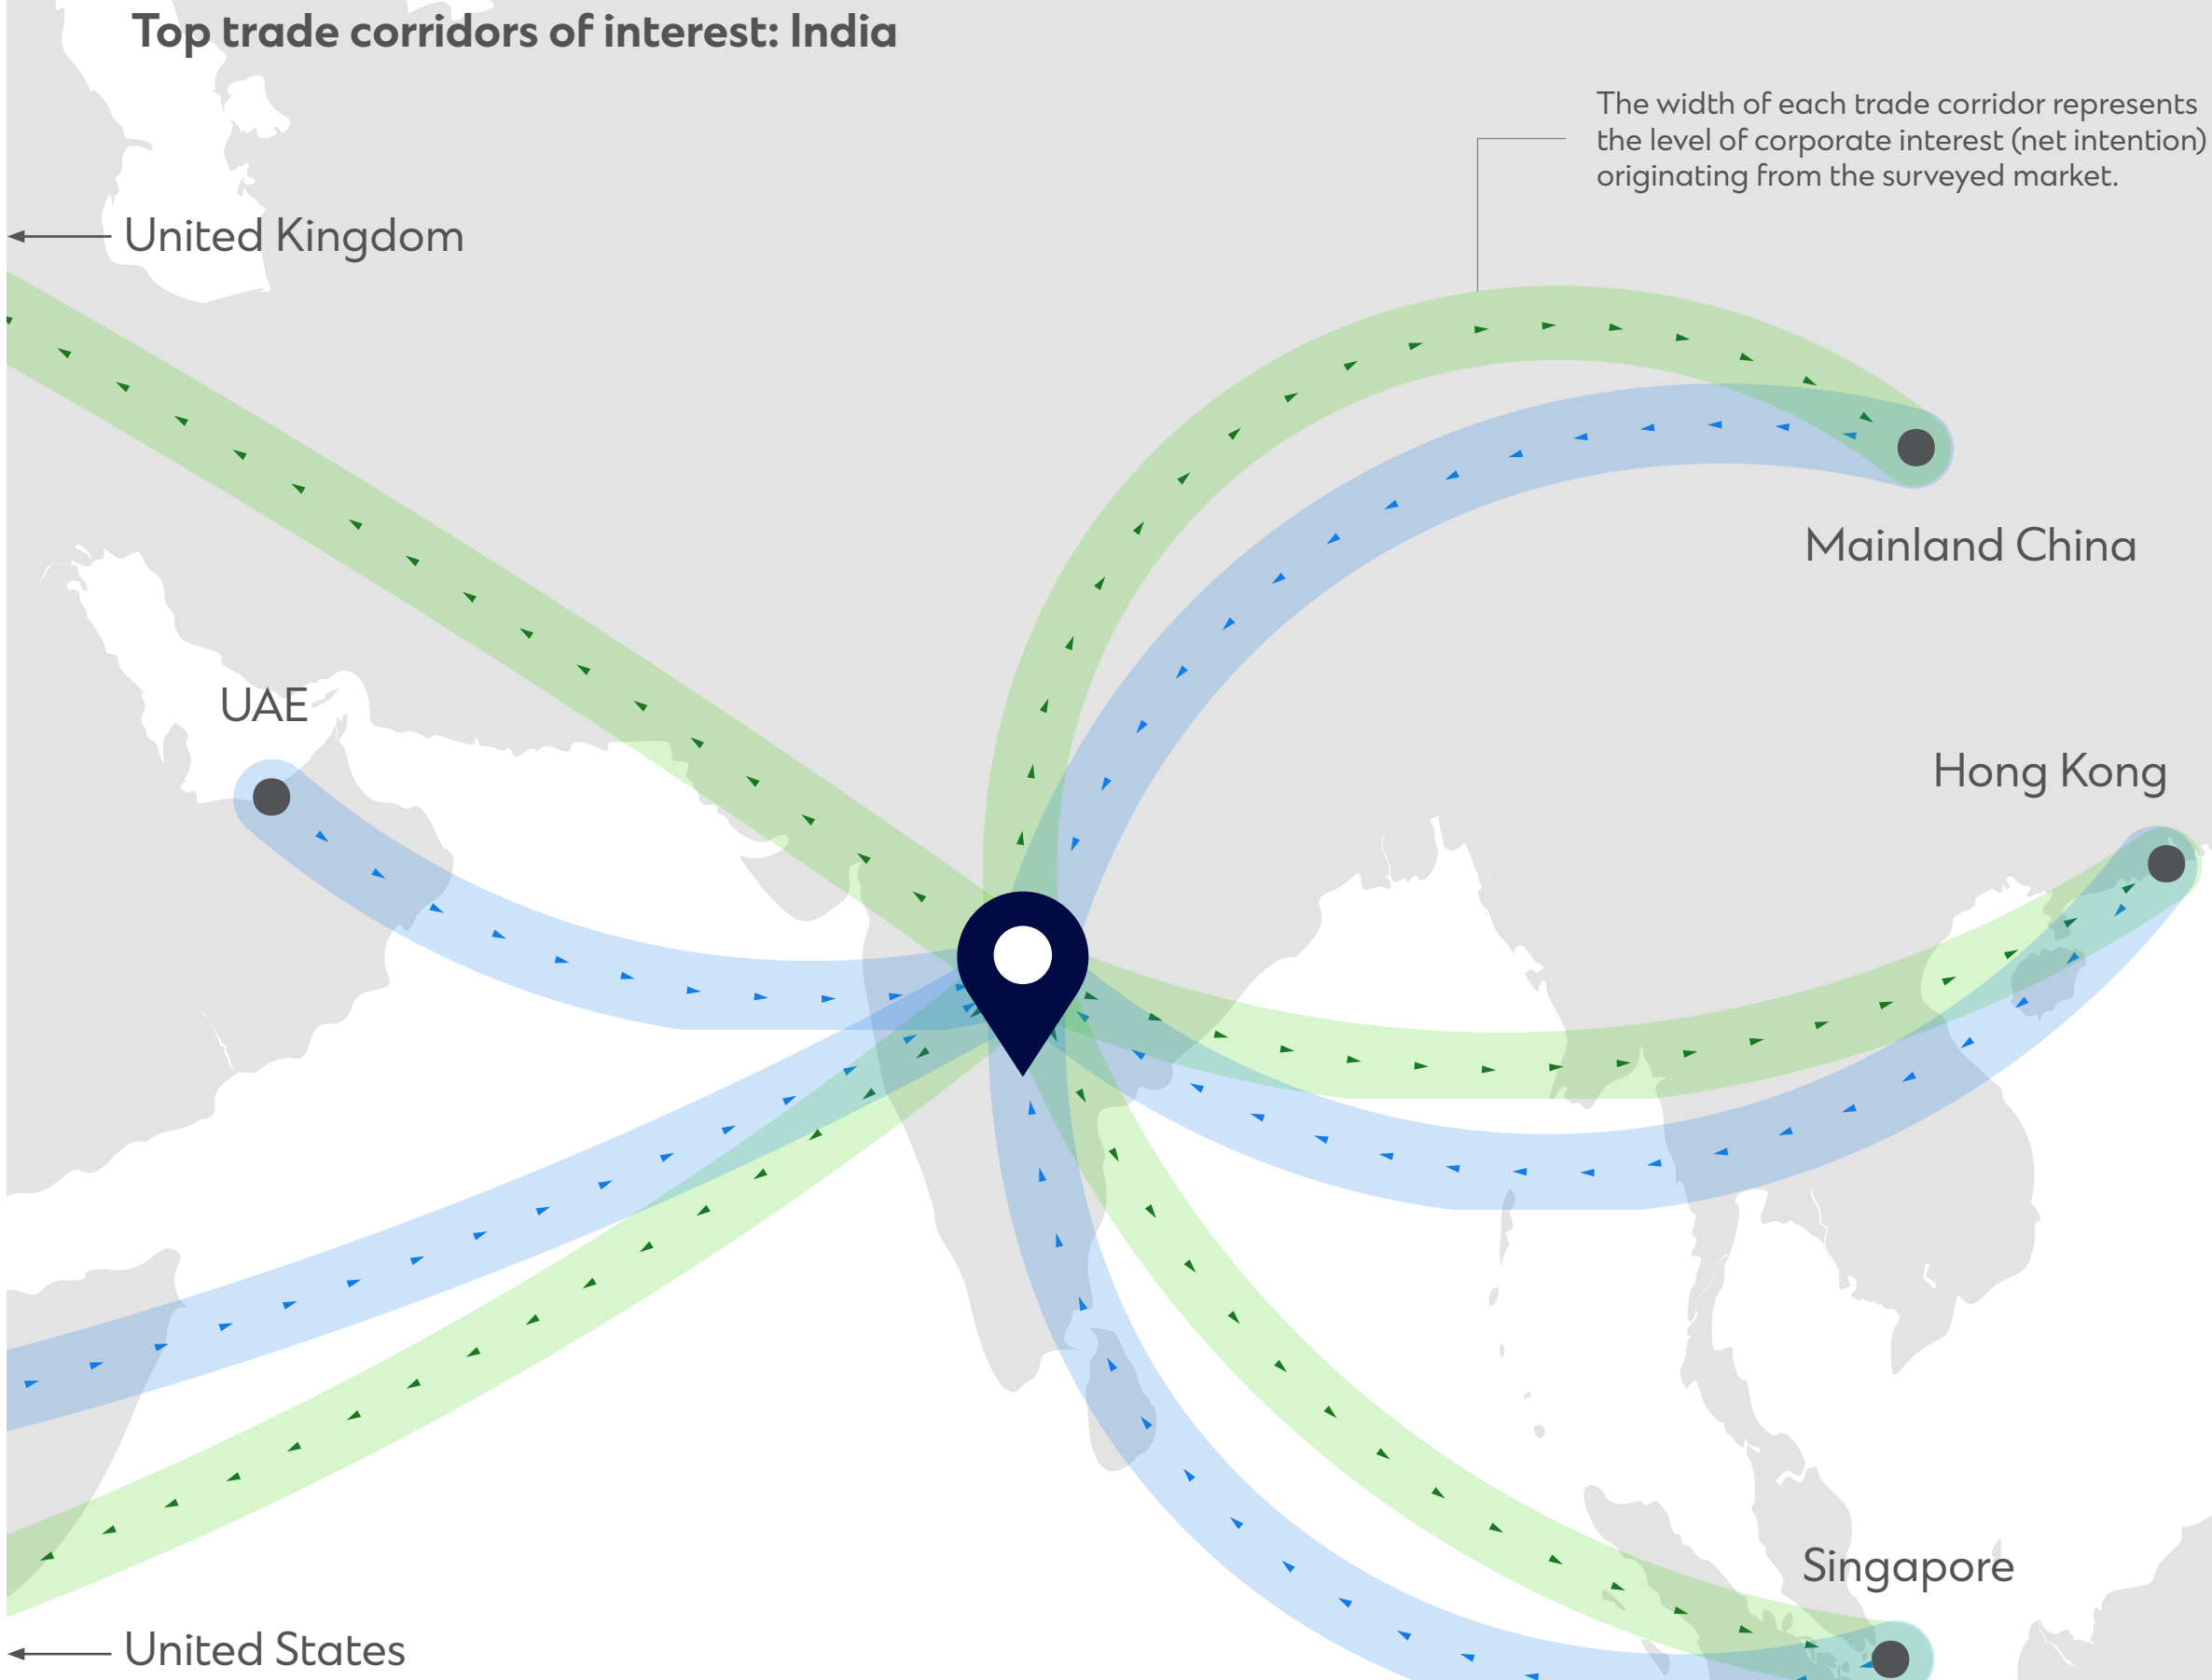 Top trade corridors of interest: India
The width of each trade corridor represents
the level of corporate interest (net intention)
originating from the surveyed market.
United Kingdom
Mainland China
UAE
Hong Kong
Singapore
United States